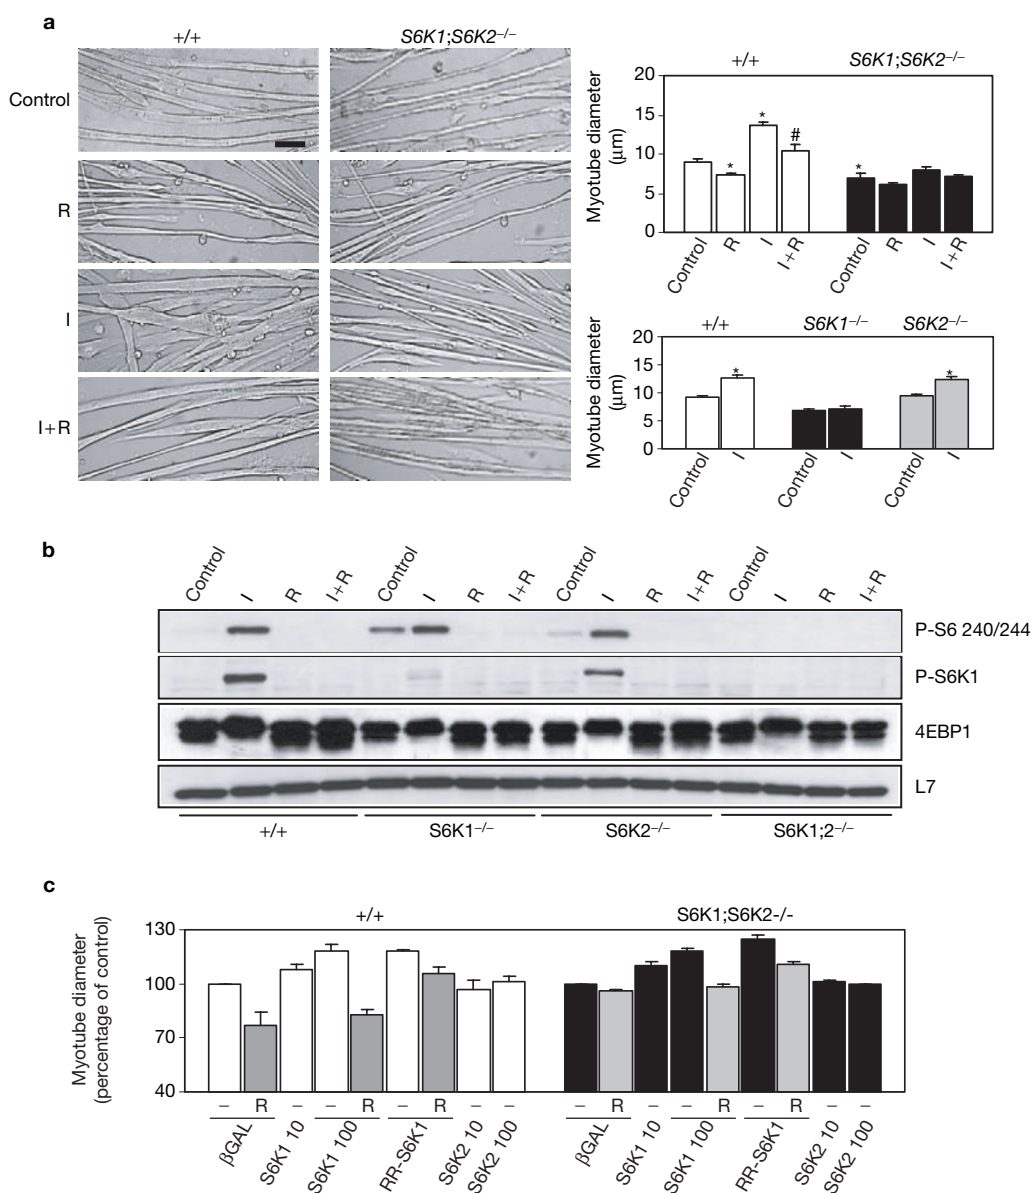 a
+/+ S6K1;S6K2–/–
Control
R
I
I+R
+/+ S6K1;S6K2–/–
Myotube diameter
(μm)
20
15
10
5
0
* * # *
Control R I I+R Control R I I+R
+/+ S6K1–/– S6K2–/–
Myotube diameter
(μm)
20
15
10
5
0
* *
Control I Control I Control I
b
Control I R I+R Control I R I+R Control I R I+R Control I R I+R
P-S6 240/244
P-S6K1
4EBP1
L7
+/+ S6K1–/– S6K2–/– S6K1;2–/–
c
+/+ S6K1;S6K2-/-
Myotube diameter
(percentage of control)
130
100
70
40
– R – – R – R – – – R – – R – R – –
βGAL S6K1 10 S6K1 100 RR-S6K1 S6K2 10 S6K2 100 βGAL S6K1 10 S6K1 100 RR-S6K1 S6K2 10 S6K2 100